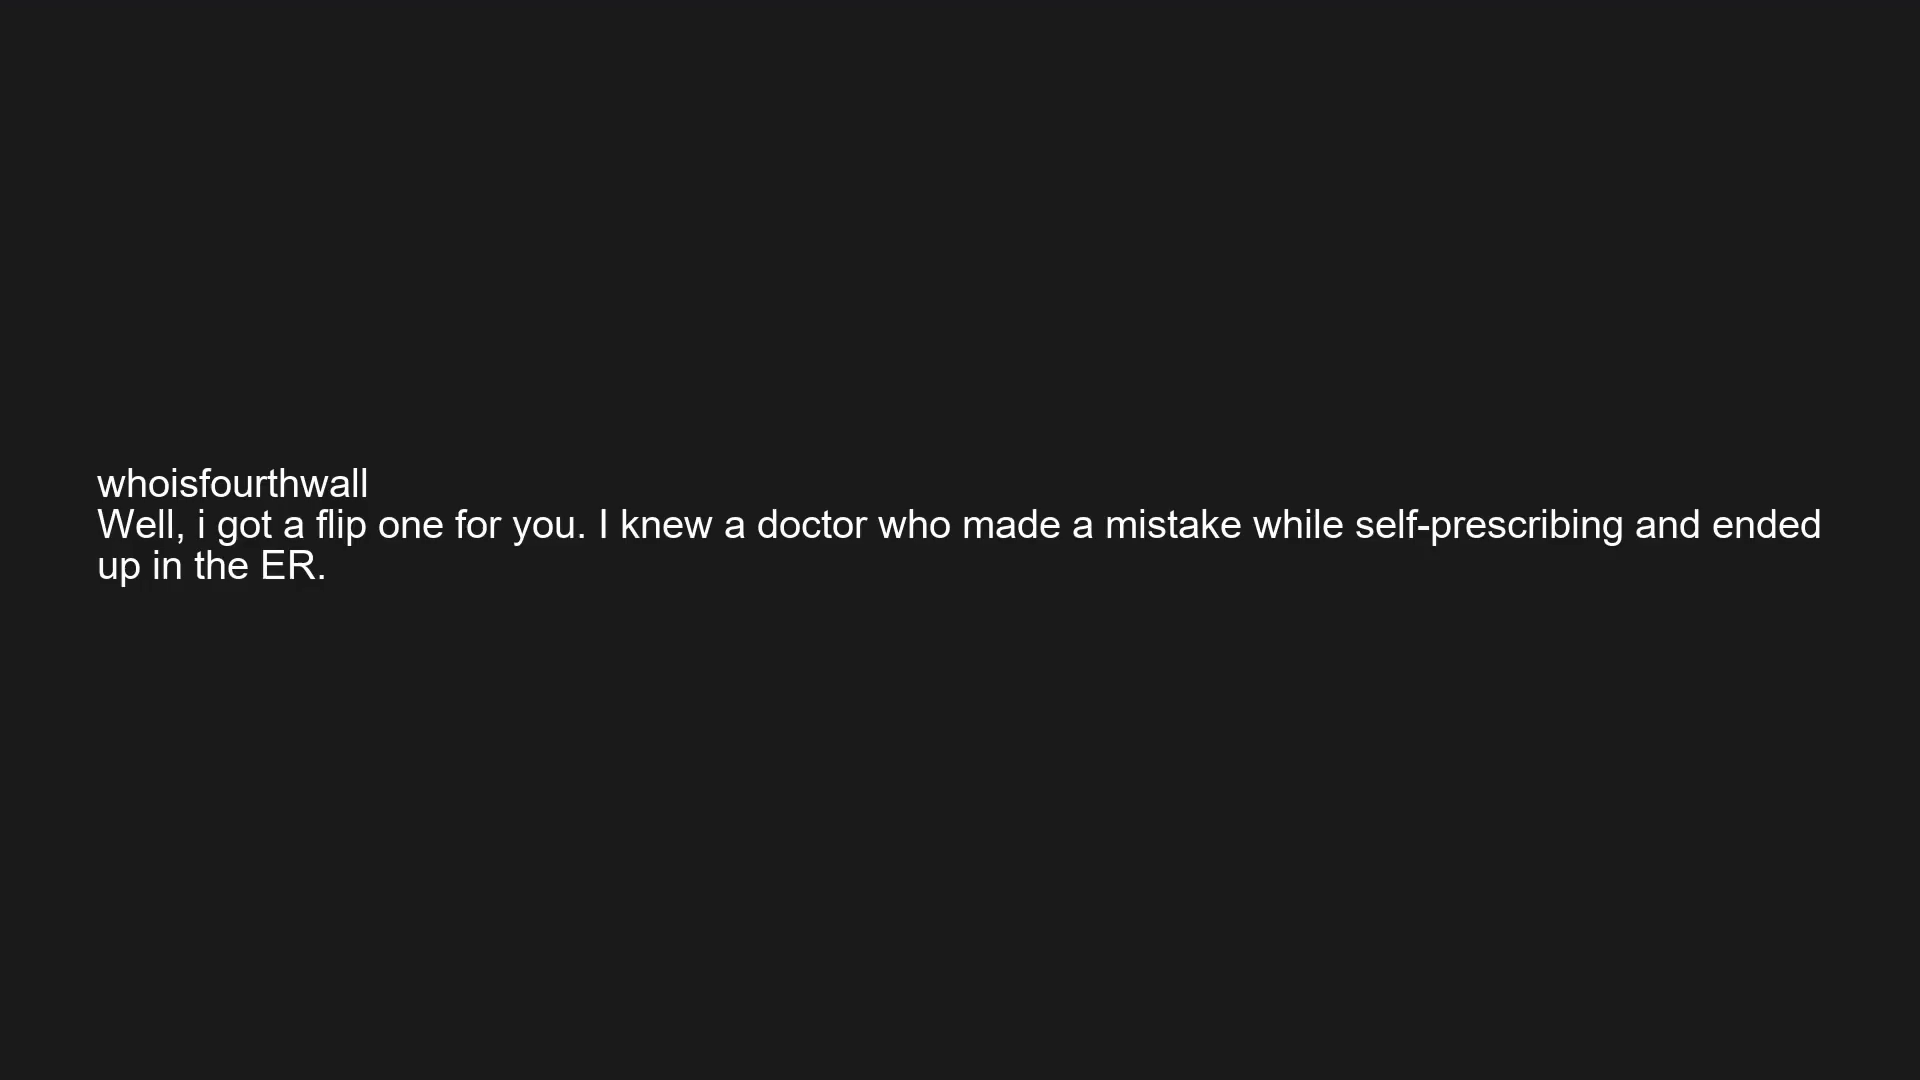 whoisfourthwall
Well, i got a flip one for you. I knew a doctor who made a mistake while self-prescribing and ended
up in the ER.